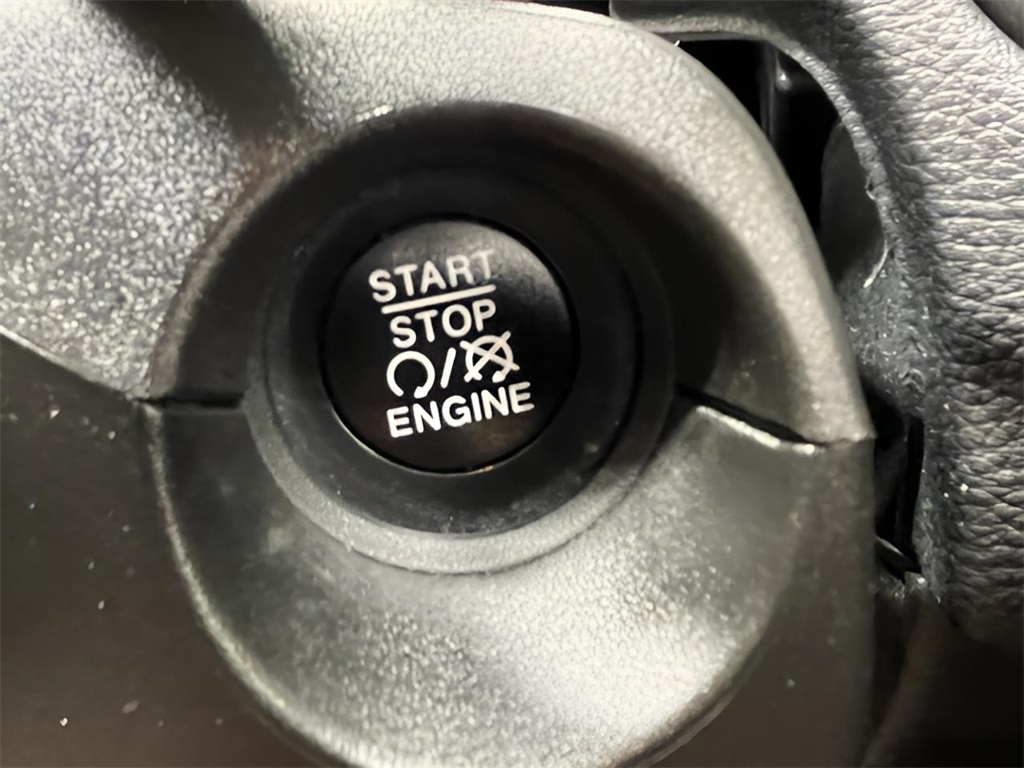 START
STOP
/
ENGINE